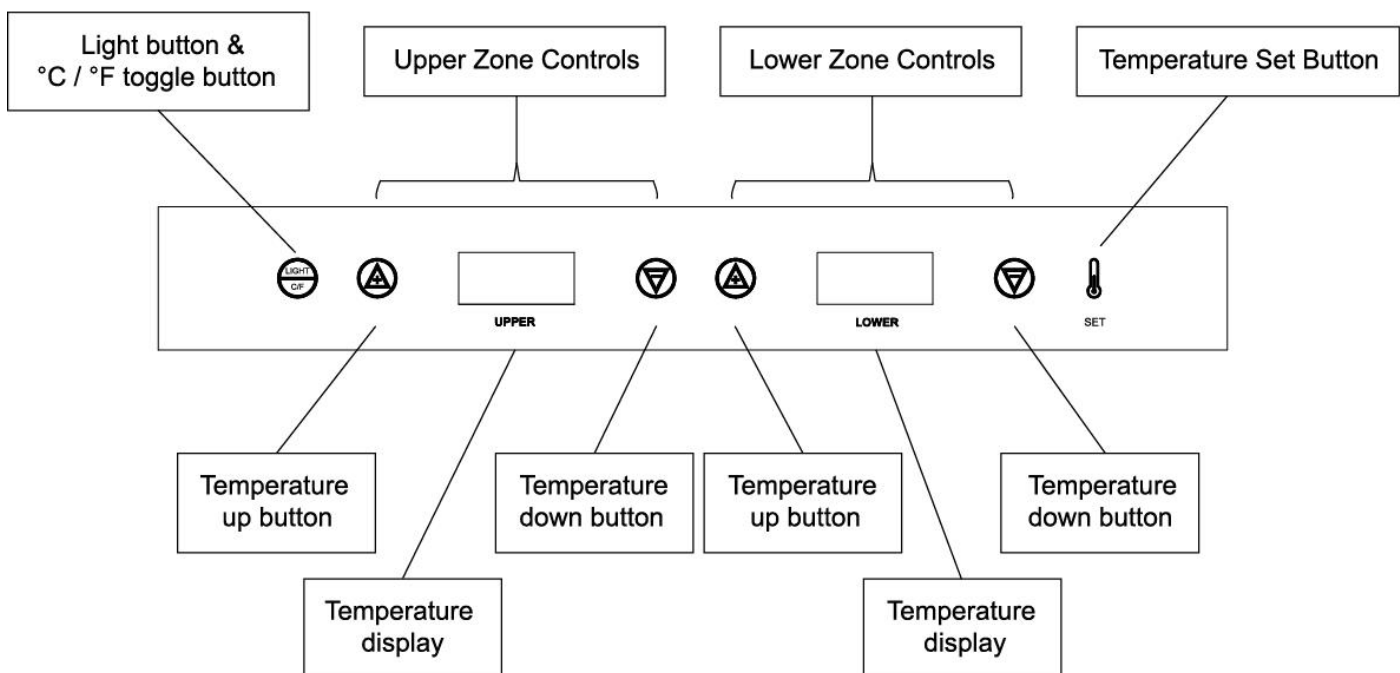 Light button &
°C / °F toggle button
Upper Zone Controls
Lower Zone Controls
Temperature Set Button
LIGHT
C/F
UPPER
LOWER
SET
Temperature
up button
Temperature
down button
Temperature
up button
Temperature
down button
Temperature
display
Temperature
display